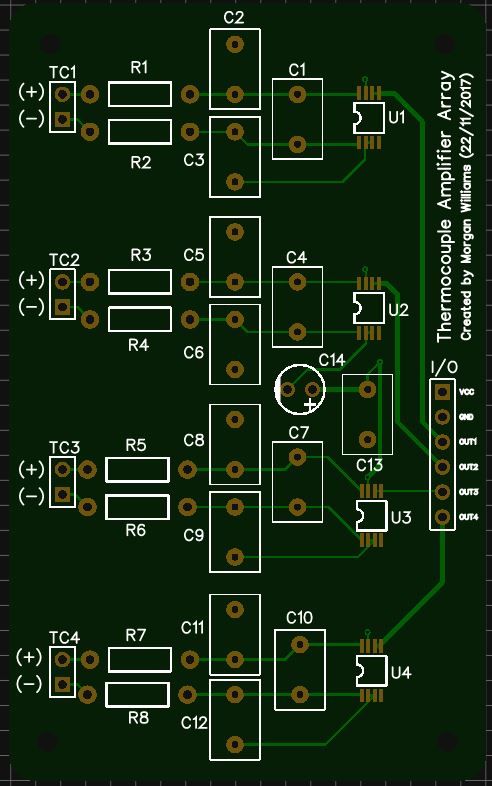 C2
TC1
R1
C1
(+)
(-)
U1
R2
C3
Thermocouple Amplifier Array
Created by Morgan Williams (22/11/2017)
TC2
R3
C5
C4
(+)
(-)
U2
R4
C6
C14
+
I/O
VCC
GND
OUT1
OUT2
OUT3
OUT4
C13
TC3
R5
C8
C7
(+)
(-)
U3
R6
C9
TC4
R7
C11
C10
(+)
(-)
U4
R8
C12